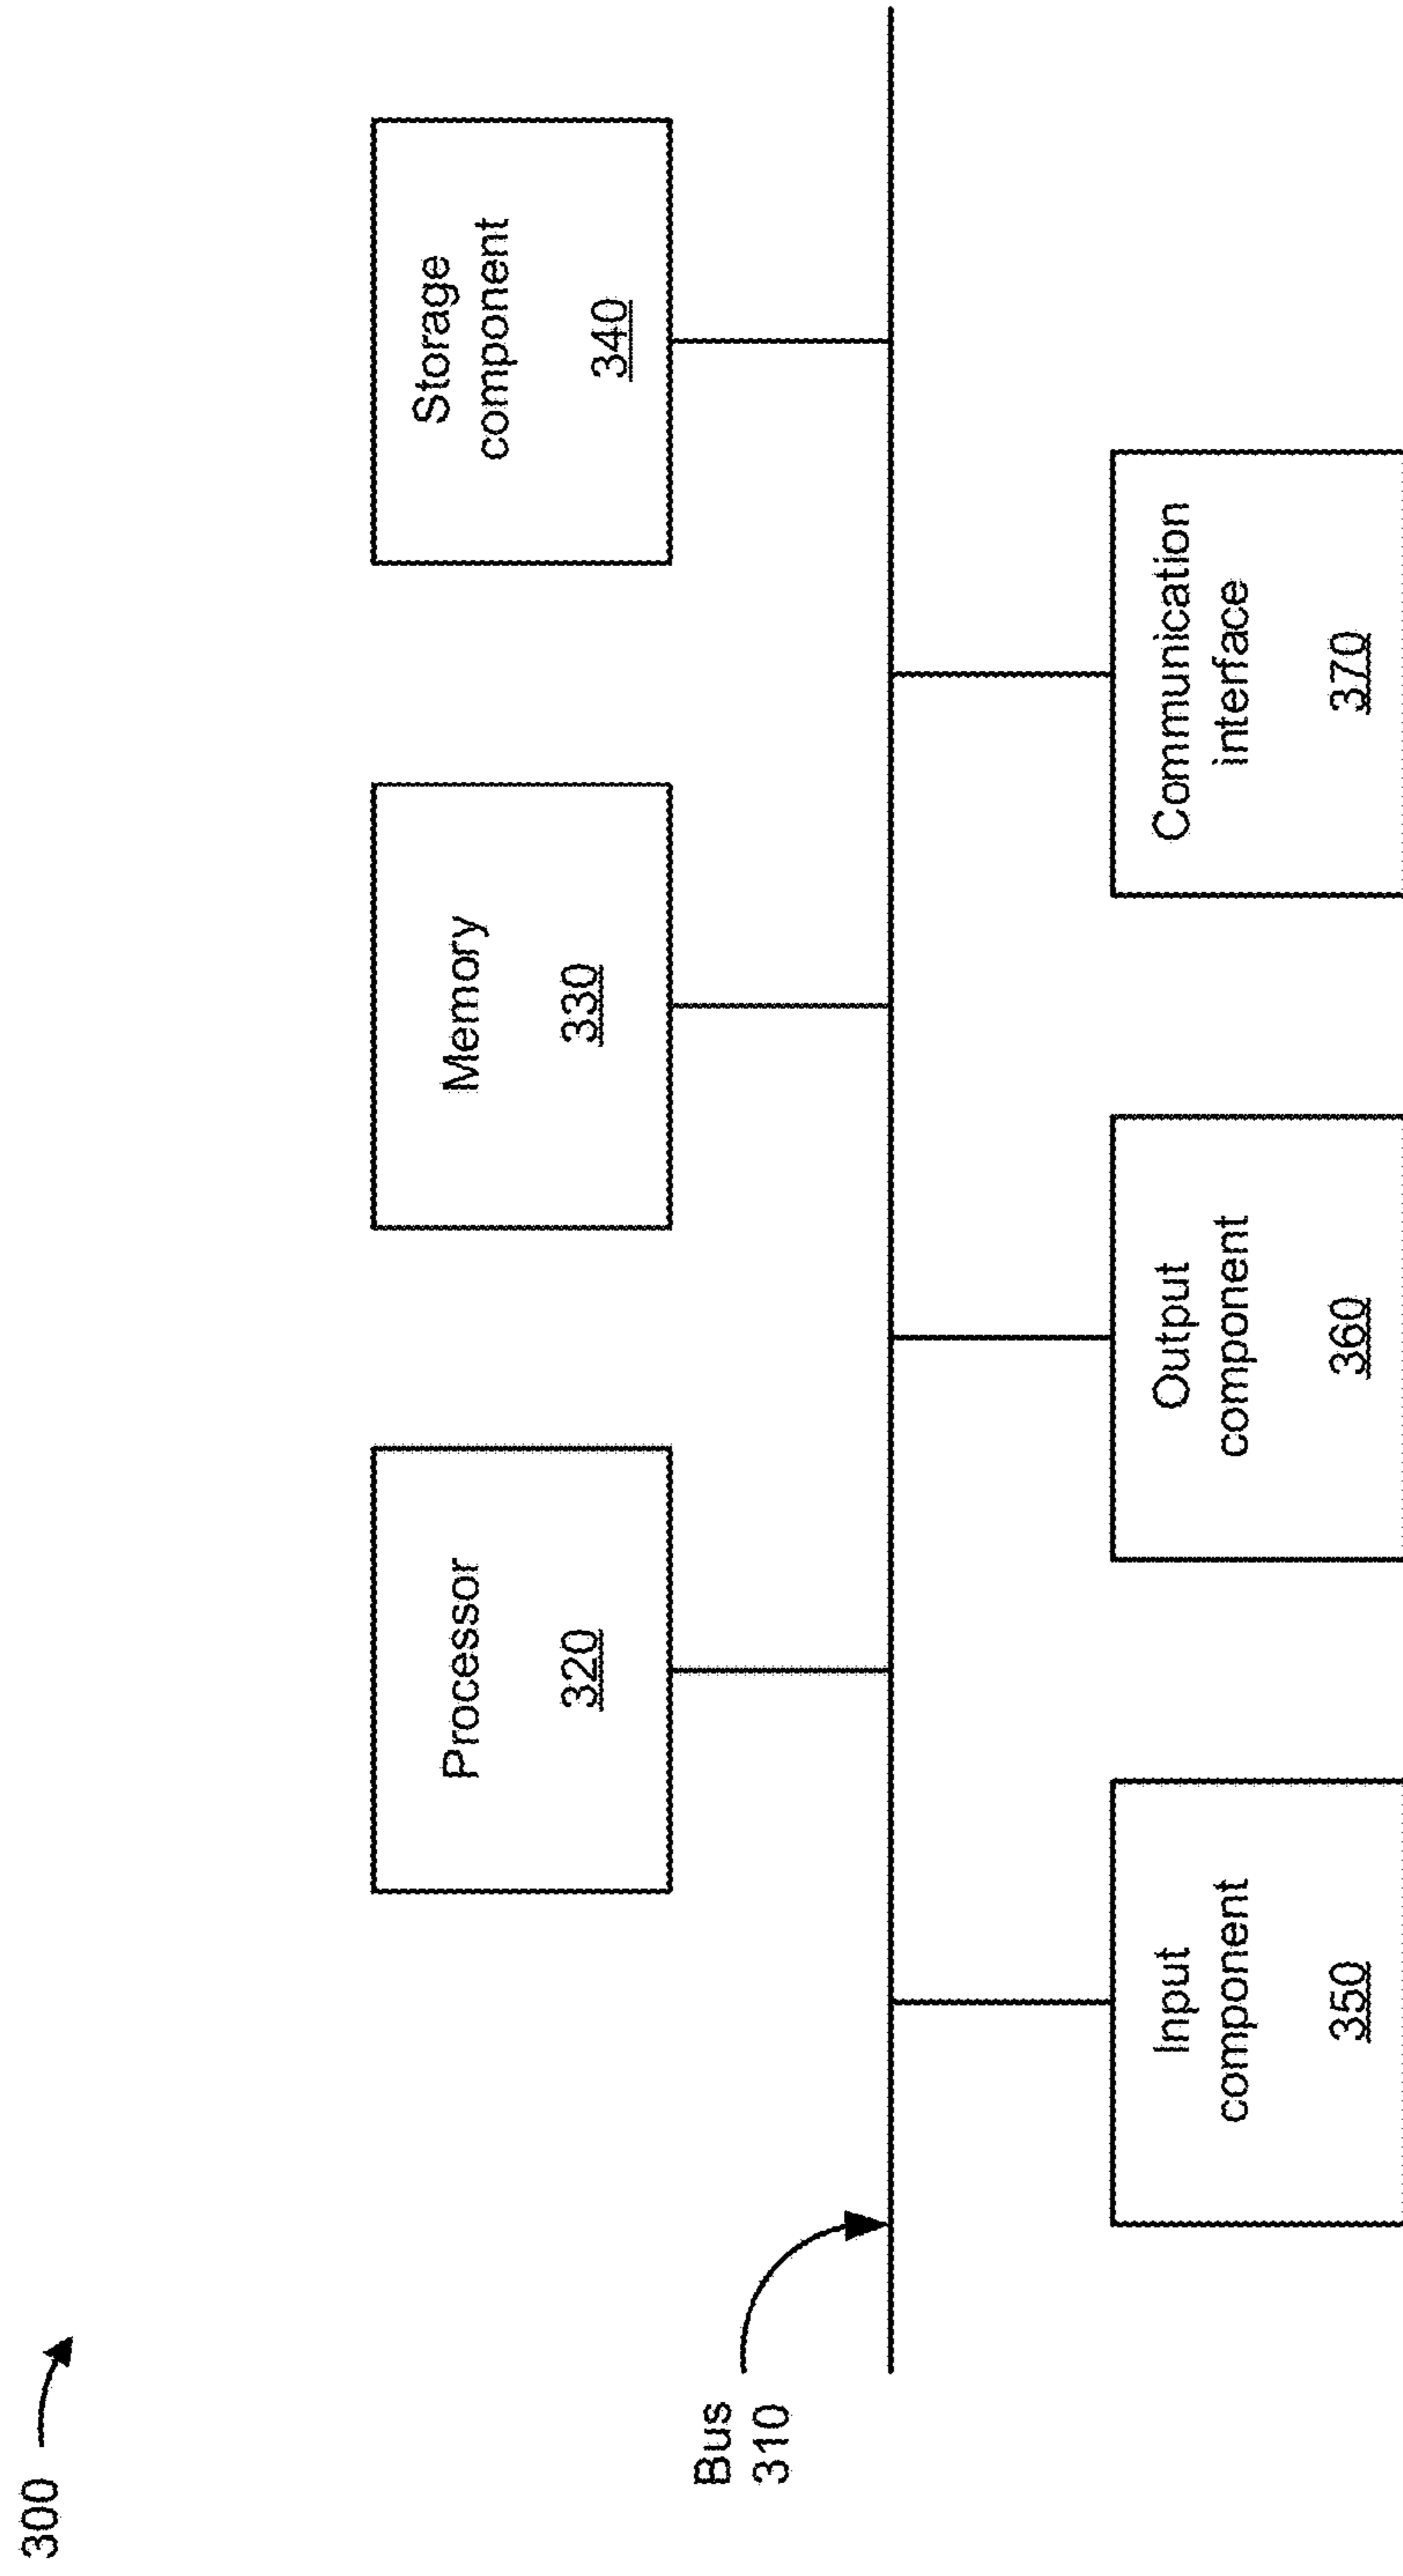 300
Processor
320
Memory
330
Storage
component
340
Bus
310
Input
component
350
Output
component
360
Communication
interface
370